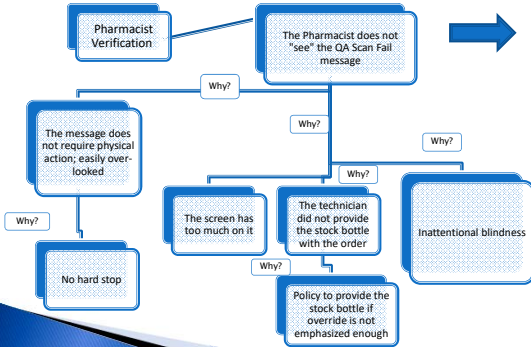 Pharmacist
Verification
The Pharmacist does not
"see" the QA Scan Fail
message
Why?
Why?
Why?
The message does
not require physical
action; easily over-
looked
Why?
The screen has
too much on it
The technician
did not provide
the stock bottle
with the order
Inattentional blindness
Why?
Why?
No hard stop
Policy to provide the
stock bottle if
override is not
emphasized enough